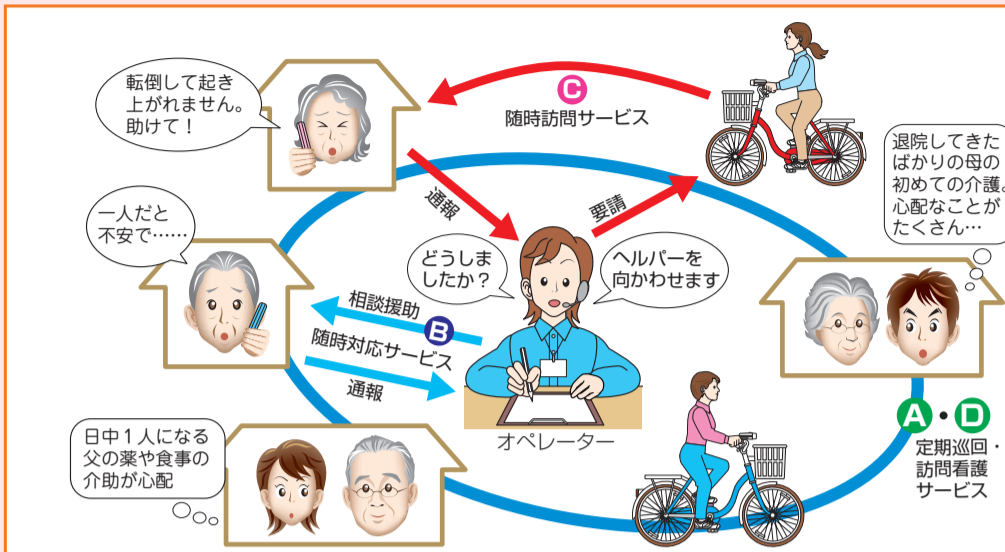 転倒して起き
上がれません。
助けて！
C
随時訪問サービス
退院してきた
ばかりの母の
初めての介護。
心配なことが
たくさん…
通報
要請
一人だと
不安で……
どうしま
したか？
ヘルパーを
向かわせます
相談援助
B
随時対応サービス
通報
オペレーター
A・D
定期巡回・
訪問看護
サービス
日中１人になる
父の薬や食事の
介助が心配